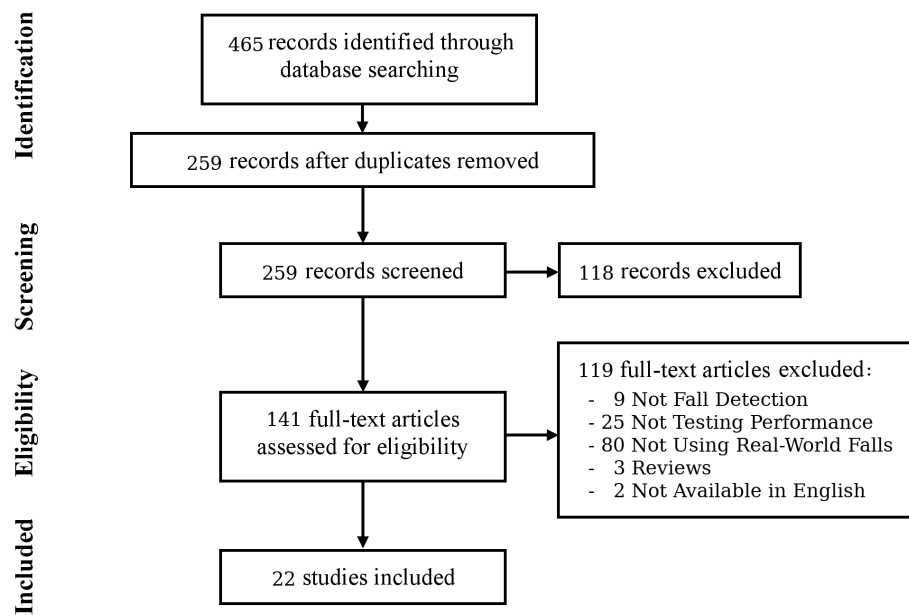 Identification
465 records identified through
database searching
259 records after duplicates removed
Screening
259 records screened
118 records excluded
Eligibility
141 full-text articles
assessed for eligibility
119 full-text articles excluded:
- 9 Not Fall Detection
- 25 Not Testing Performance
- 80 Not Using Real-World Falls
- 3 Reviews
- 2 Not Available in English
Included
22 studies included